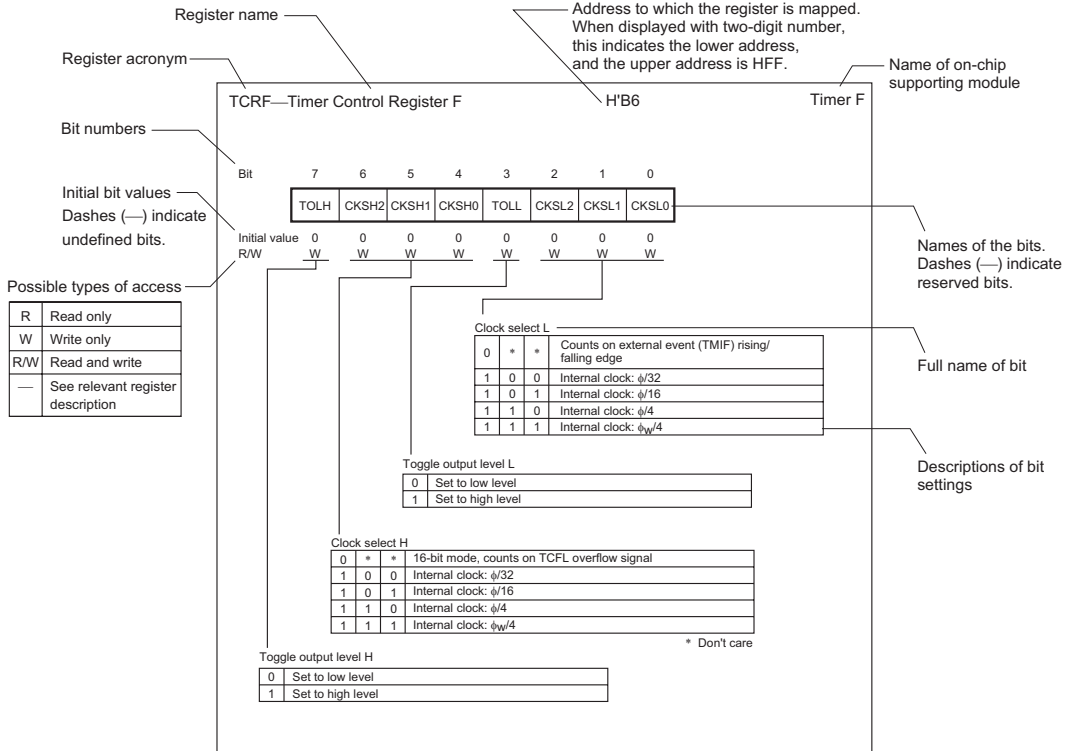 Register name
Address to which the register is mapped.
When displayed with two-digit number,
this indicates the lower address,
and the upper address is HFF.
Register acronym
Name of on-chip
supporting module
TCRF—Timer Control Register F H'B6 Timer F
Bit numbers
Bit 7 6 5 4 3 2 1 0
Initial bit values
Dashes (—) indicate
undefined bits.
TOLH CKSH2 CKSH1 CKSH0 TOLL CKSL2 CKSL1 CKSL0
Initial value 0 0 0 0 0 0 0 0
R/W W W W W W W W W
Names of the bits.
Dashes (—) indicate
reserved bits.
Possible types of access
R Read only
W Write only
R/W Read and write
— See relevant register
description
Clock select L
0 * * Counts on external event (TMIF) rising/
falling edge
1 0 0 Internal clock: ϕ/32
1 0 1 Internal clock: ϕ/16
1 1 0 Internal clock: ϕ/4
1 1 1 Internal clock: ϕW/4
Full name of bit
Descriptions of bit
settings
Toggle output level L
0 Set to low level
1 Set to high level
Clock select H
0 * * 16-bit mode, counts on TCFL overflow signal
1 0 0 Internal clock: ϕ/32
1 0 1 Internal clock: ϕ/16
1 1 0 Internal clock: ϕ/4
1 1 1 Internal clock: ϕW/4
* Don't care
Toggle output level H
0 Set to low level
1 Set to high level